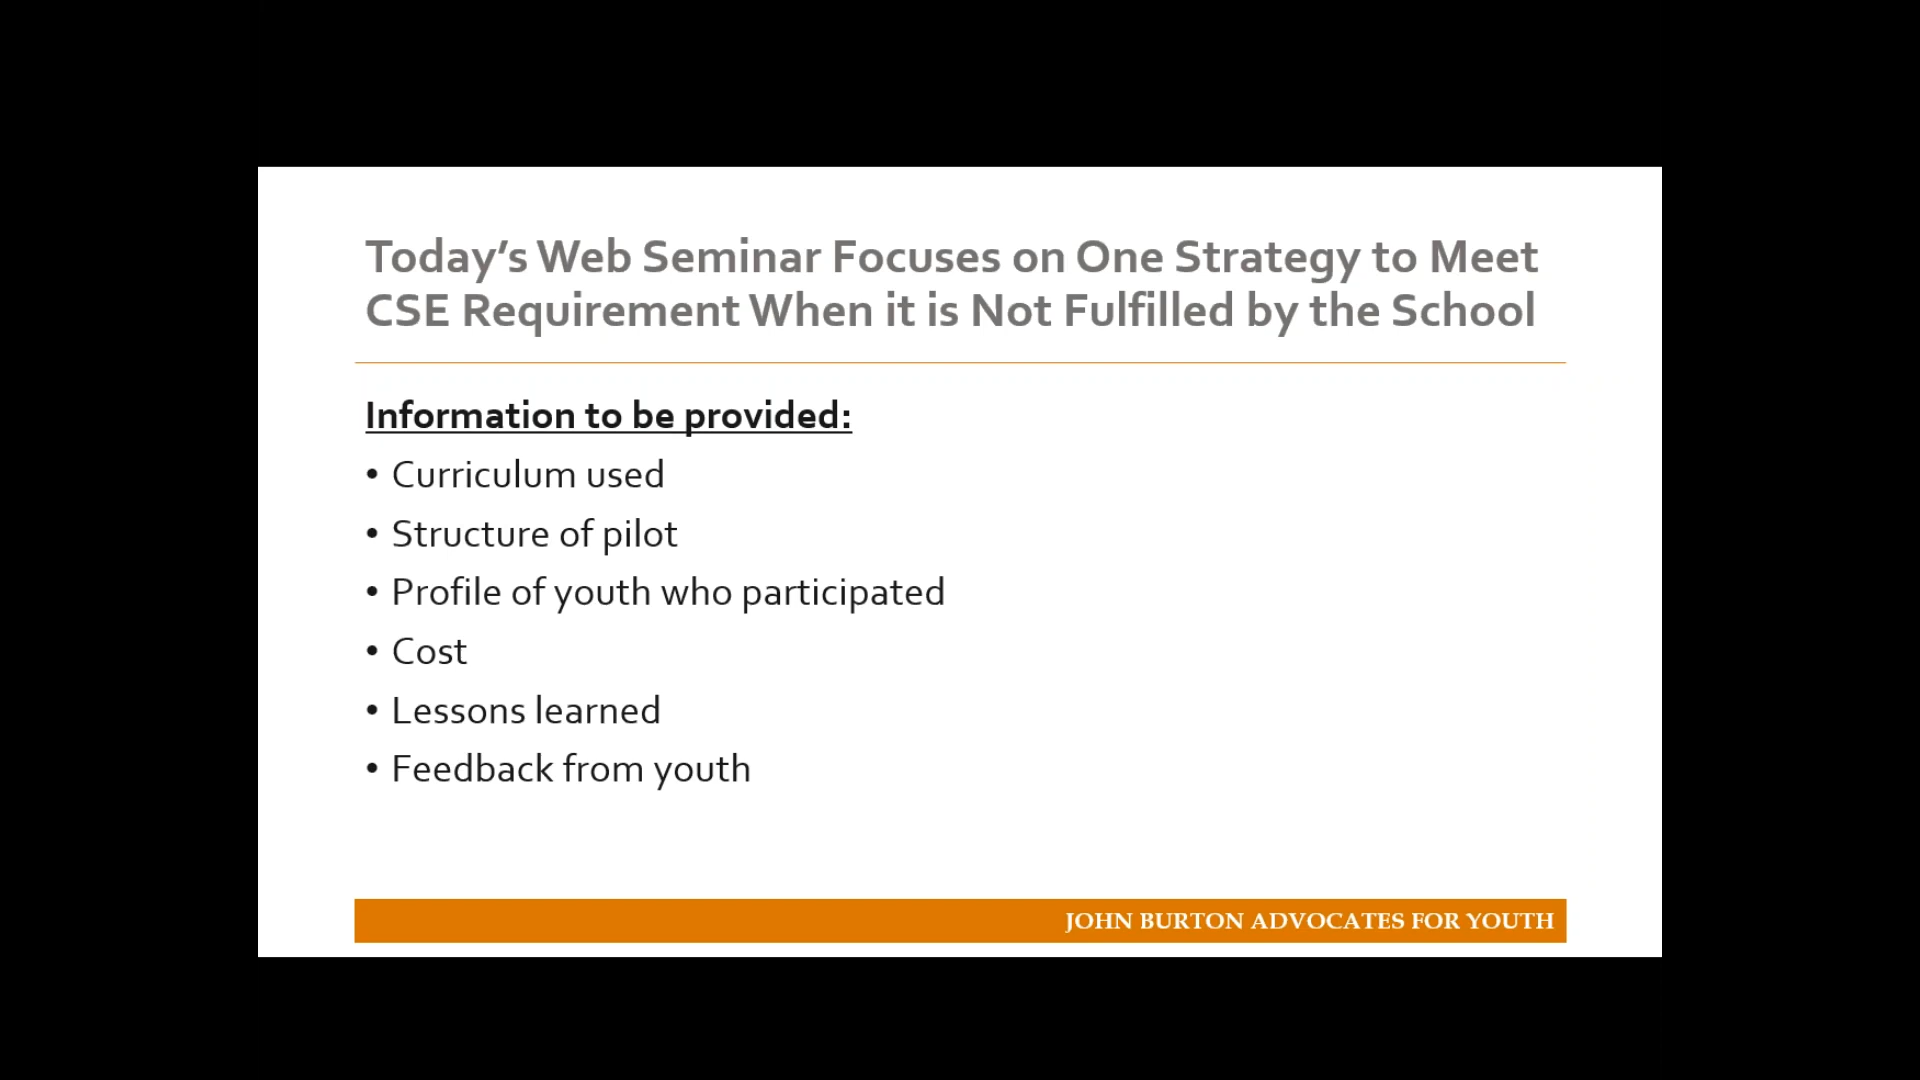 Today’s Web Seminar Focuses on One Strategy to Meet
CSE Requirement When it is Not Fulfilled by the School
Information to be provided:
• Curriculum used
• Structure of pilot
• Profile of youth who participated
• Cost
• Lessons learned
• Feedback from youth
JOHN BURTON ADVOCATES FOR YOUTH